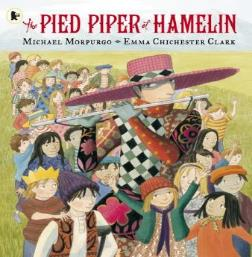 The PIED PIPER of HAMELIN
MICHAEL MORPURGO EMMA CHICHESTER CLARK